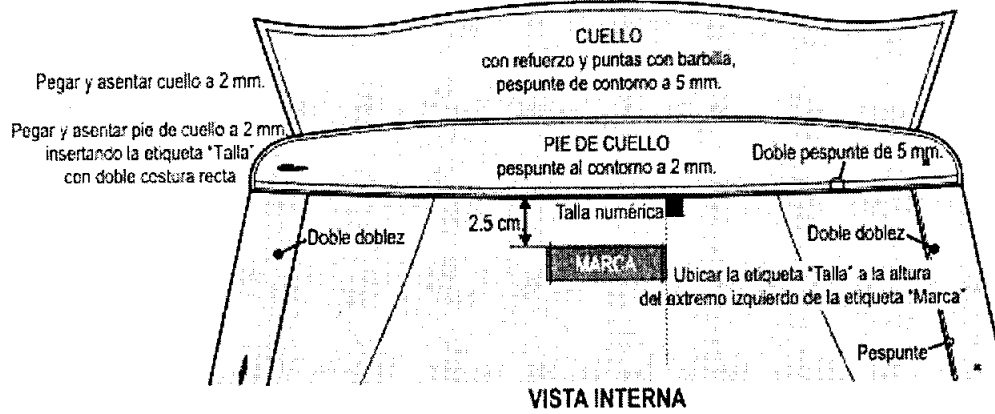 CUELLO
con refuerzo y puntas con barbilla,
pespunte de contorno a 5 mm.
Pegar y asentar cuello a 2 mm.
Pegar y asentar pie de cuello a 2 mm.
insertando la etiqueta "Talla"
con doble costura recta
PIE DE CUELLO
pespunte al contorno a 2 mm.
Doble pespunte de 5 mm.
2.5 cm.
Talla numérica
Doble doblez
Doble doblez
MARCA
Ubicar la etiqueta "Talla" a la altura
del extremo izquierdo de la etiqueta "Marca"
Pespunte
VISTA INTERNA